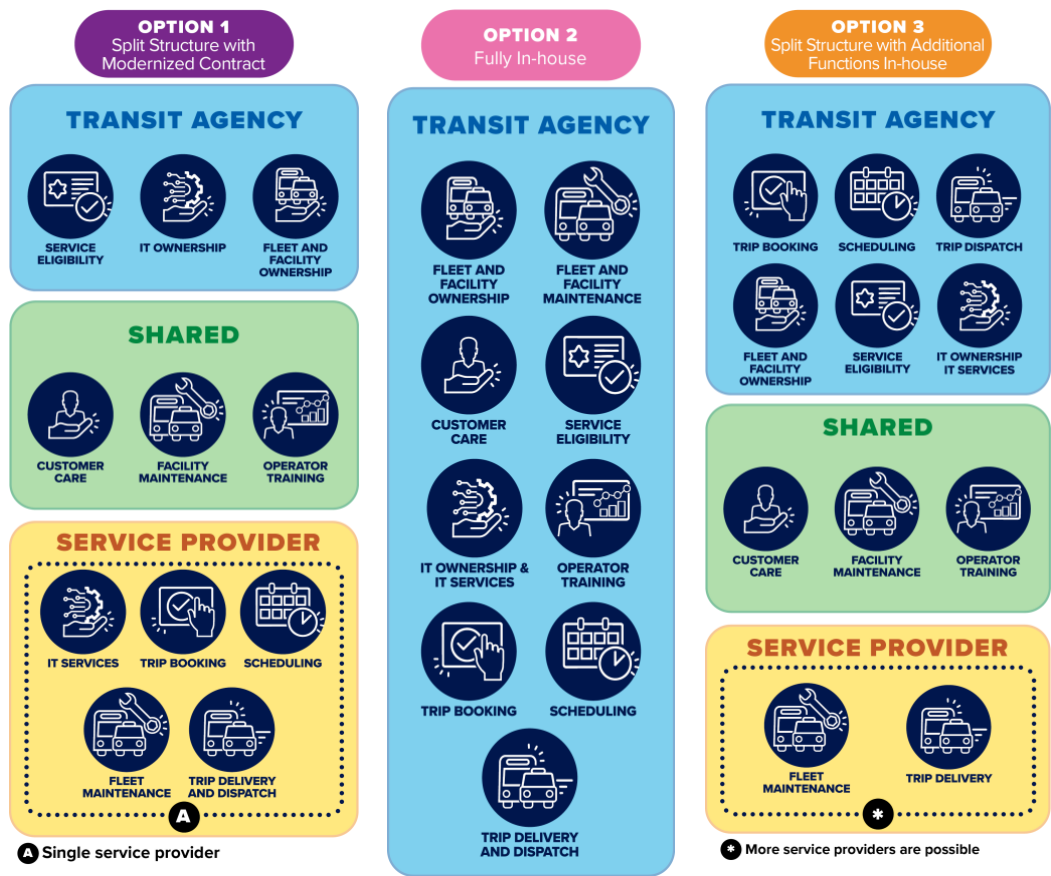 OPTION 1
Split Structure with
Modernized Contract
TRANSIT AGENCY
SERVICE
ELIGIBILITY
IT OWNERSHIP
FLEET AND
FACILITY
OWNERSHIP
SHARED
CUSTOMER
CARE
FACILITY
MAINTENANCE
OPERATOR
TRAINING
SERVICE PROVIDER
IT SERVICES
TRIP BOOKING
SCHEDULING
FLEET
MAINTENANCE
TRIP DELIVERY
AND DISPATCH
A
A Single service provider
OPTION 2
Fully In-house
TRANSIT AGENCY
FLEET AND
FACILITY
OWNERSHIP
FLEET AND
FACILITY
MAINTENANCE
CUSTOMER
CARE
SERVICE
ELIGIBILITY
IT OWNERSHIP &
IT SERVICES
OPERATOR
TRAINING
TRIP BOOKING
SCHEDULING
TRIP DELIVERY
AND DISPATCH
OPTION 3
Split Structure with Additional
Functions In-house
TRANSIT AGENCY
TRIP BOOKING
SCHEDULING
TRIP DISPATCH
FLEET AND
FACILITY
OWNERSHIP
SERVICE
ELIGIBILITY
IT OWNERSHIP
IT SERVICES
SHARED
CUSTOMER
CARE
FACILITY
MAINTENANCE
OPERATOR
TRAINING
SERVICE PROVIDER
FLEET
MAINTENANCE
TRIP DELIVERY
*
* More service providers are possible